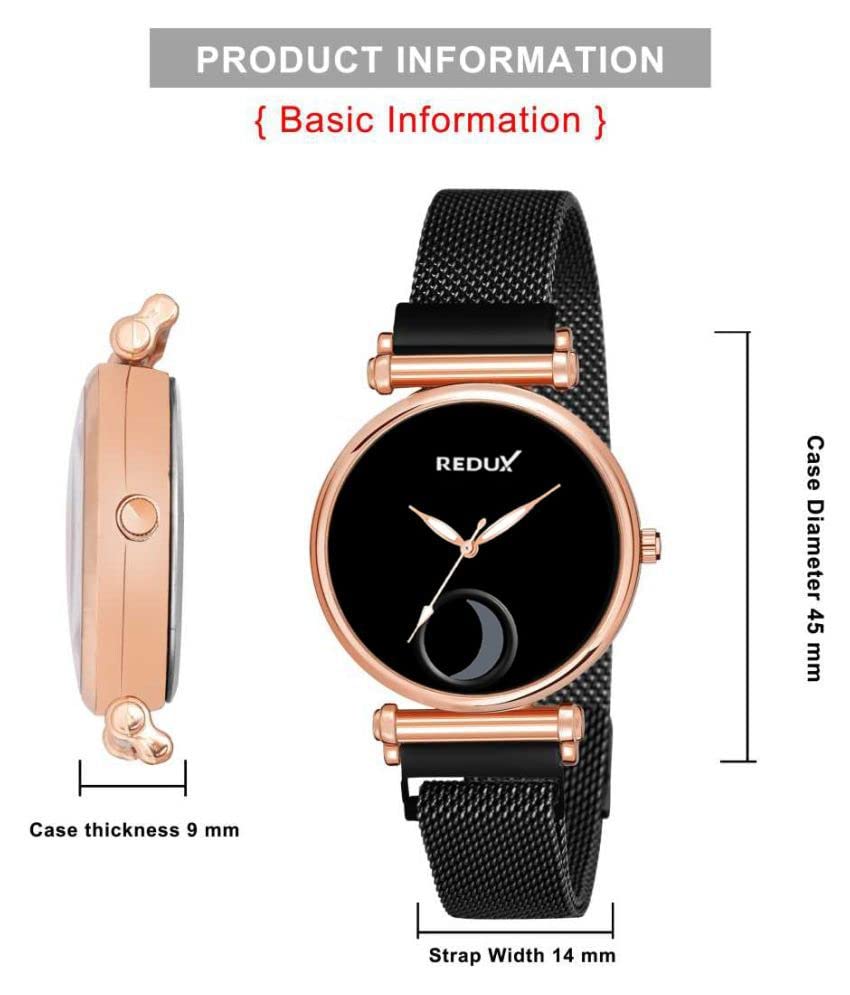 PRODUCT INFORMATION
{ Basic Information }
REDUX
Case Diameter 45 mm
Case thickness 9 mm
Strap Width 14 mm